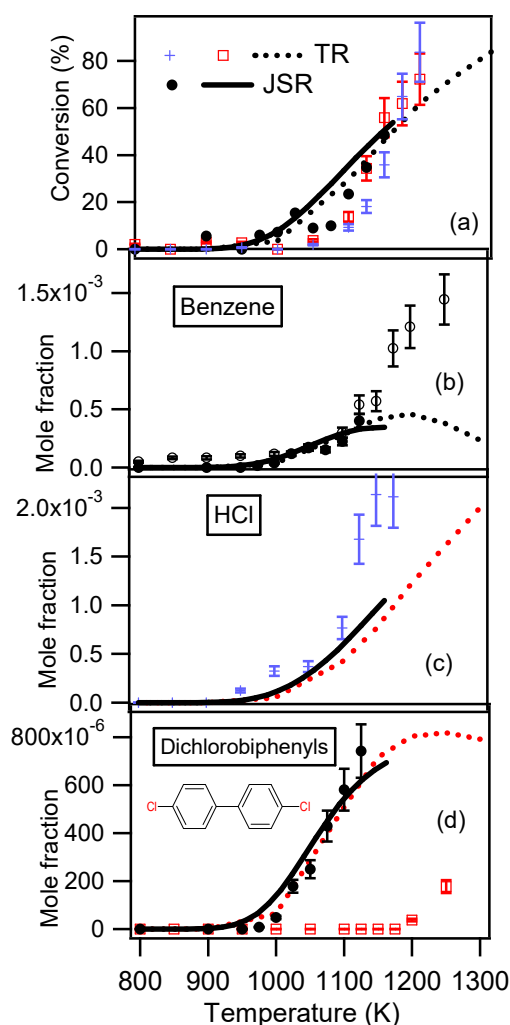 Conversion (%)
80
60
40
20
0
TR
JSR
(a)
Mole fraction
1.5x10-3
1.0
0.5
0.0
Benzene
(b)
Mole fraction
2.0x10-3
1.0
0.5
0.0
HCl
(c)
Mole fraction
800x10-6
600
400
200
0
Dichlorobiphenyls
Cl
Cl
(d)
800
900
1000
1100
1200
1300
Temperature (K)